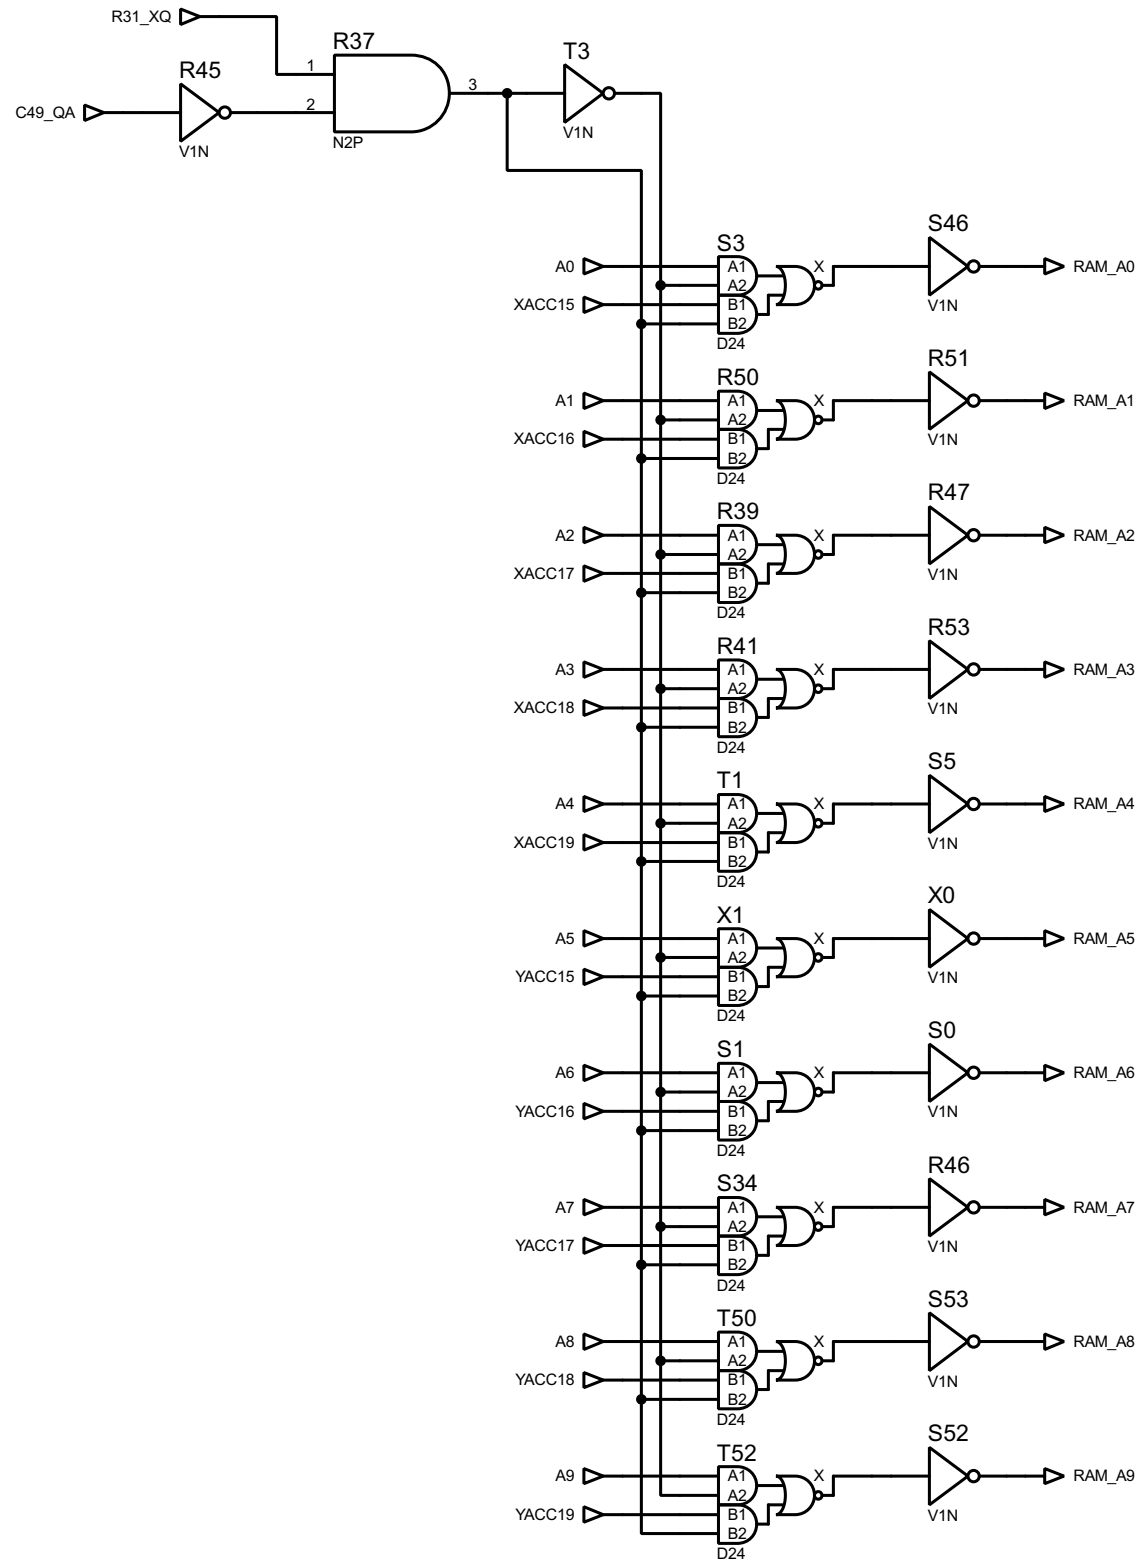 R31_XQ
R37
T3
R45
1
3
2
C49_QA
N2P
V1N
V1N
S46
S3
A0
A1
X
RAM_A0
A2
XACC15
B1
V1N
B2
D24
R51
R50
A1
A1
X
RAM_A1
A2
XACC16
B1
V1N
B2
D24
R47
R39
A2
A1
X
RAM_A2
A2
XACC17
B1
V1N
B2
D24
R53
R41
A3
A1
X
RAM_A3
A2
XACC18
B1
V1N
B2
D24
S5
T1
A4
A1
X
RAM_A4
A2
XACC19
B1
V1N
B2
D24
X0
X1
A5
A1
X
RAM_A5
A2
YACC15
B1
V1N
B2
D24
S0
S1
A6
A1
X
RAM_A6
A2
YACC16
B1
V1N
B2
D24
R46
S34
A7
A1
X
RAM_A7
A2
YACC17
B1
V1N
B2
D24
S53
T50
A8
A1
X
RAM_A8
A2
YACC18
B1
V1N
B2
D24
S52
T52
A9
A1
X
RAM_A9
A2
YACC19
B1
V1N
B2
D24